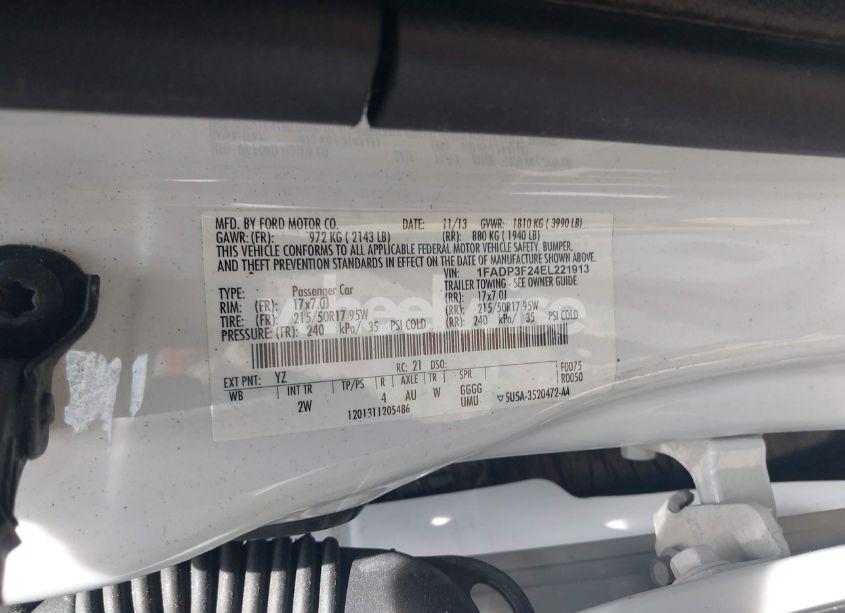 MFD. BY FORD MOTOR CO. DATE: 11/13 GVWR: 1810 KG ( 3990 LB)
GAWR: (FR): 972 KG ( 2143 LB) (RR): 880 KG ( 1940 LB)
THIS VEHICLE CONFORMS TO ALL APPLICABLE FEDERAL MOTOR VEHICLE SAFETY, BUMPER,
AND THEFT PREVENTION STANDARDS IN EFFECT ON THE DATE OF MANUFACTURE SHOWN ABOVE.
VIN: 1FADP3F24EL221913
TYPE: Passenger Car TRAILER TOWING - SEE OWNER GUIDE
RIM: (FR): 17x7.0J (RR): 17x7.0J
TIRE: (FR): 215/50R17 95W (RR): 215/50R17 95W
PRESSURE: (FR): 240 kPa/ 35 PSI COLD (RR): 240 kPa/ 35 PSI COLD
EXT PNT: YZ RC: 21 DSO: F0075
WB INT TR TP/PS R AXLE TR SPR R0050
2W 4 AU W GGGG
UMU
1201311205486 5U5A-3520472-AA